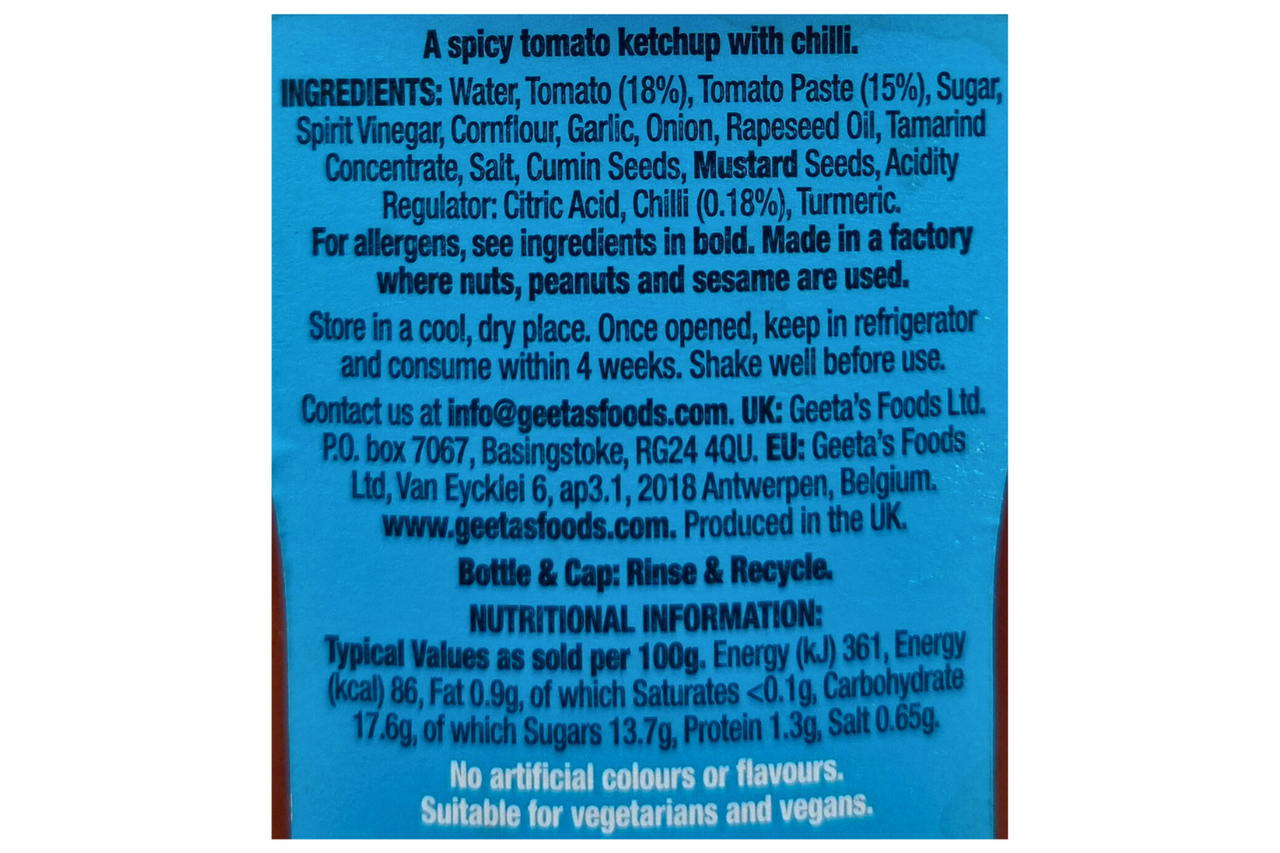 A spicy tomato ketchup with chilli.
INGREDIENTS: Water, Tomato (18%), Tomato Paste (15%), Sugar,
Spirit Vinegar, Cornflour, Garlic, Onion, Rapeseed Oil, Tamarind
Concentrate, Salt, Cumin Seeds, Mustard Seeds, Acidity
Regulator: Citric Acid, Chilli (0.18%), Turmeric.
For allergens, see ingredients in bold. Made in a factory
where nuts, peanuts and sesame are used.
Store in a cool, dry place. Once opened, keep in refrigerator
and consume within 4 weeks. Shake well before use.
Contact us at info@geetasfoods.com. UK: Geeta's Foods Ltd.
P.O. box 7067, Basingstoke, RG24 4QU. EU: Geeta's Foods
Ltd, Van Eycklei 6, ap3.1, 2018 Antwerpen, Belgium.
www.geetasfoods.com. Produced in the UK.
Bottle & Cap: Rinse & Recycle.
NUTRITIONAL INFORMATION:
Typical Values as sold per 100g. Energy (kJ) 361, Energy
(kcal) 86, Fat 0.9g, of which Saturates <0.1g, Carbohydrate
17.6g, of which Sugars 13.7g, Protein 1.3g, Salt 0.65g.
No artificial colours or flavours.
Suitable for vegetarians and vegans.